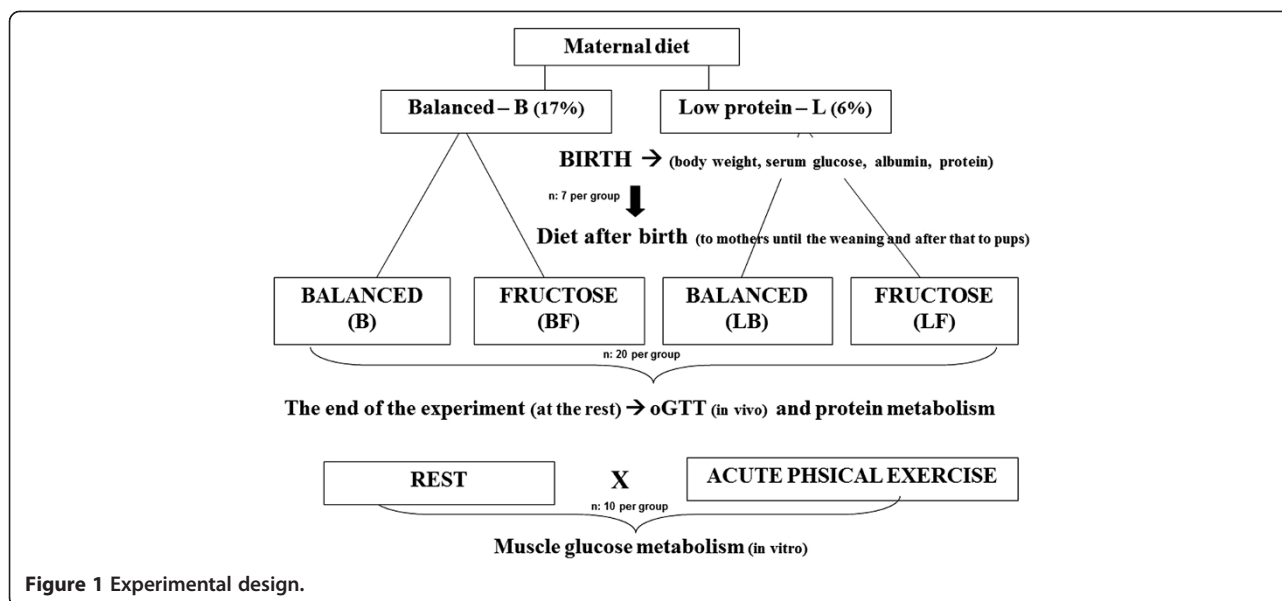 Maternal diet
Balanced – B (17%)
Low protein – L (6%)
BIRTH → (body weight, serum glucose, albumin, protein)
n: 7 per group
Diet after birth (to mothers until the weaning and after that to pups)
BALANCED
(B)
FRUCTOSE
(BF)
BALANCED
(LB)
FRUCTOSE
(LF)
n: 20 per group
The end of the experiment (at the rest) → oGTT (in vivo) and protein metabolism
REST
X
ACUTE PHSICAL EXERCISE
n: 10 per group
Muscle glucose metabolism (in vitro)
Figure 1 Experimental design.